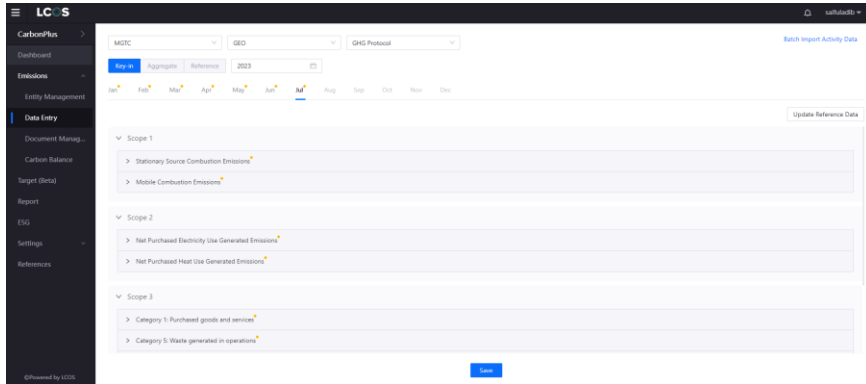 LCOS
saifuladib
CarbonPlus
Dashboard
Emissions
Entity Management
Data Entry
Document Manag...
Carbon Balance
Target (Beta)
Report
ESG
Settings
References
©Powered by LCOS
MGTC GEO GHG Protocol
Batch Import Activity Data
Key-in Aggregate Reference 2023
Jan Feb Mar Apr May Jun Jul Aug Sep Oct Nov Dec
Update Reference Data
Scope 1
Stationary Source Combustion Emissions
Mobile Combustion Emissions
Scope 2
Net Purchased Electricity Use Generated Emissions
Net Purchased Heat Use Generated Emissions
Scope 3
Category 1: Purchased goods and services
Category 5: Waste generated in operations
Save